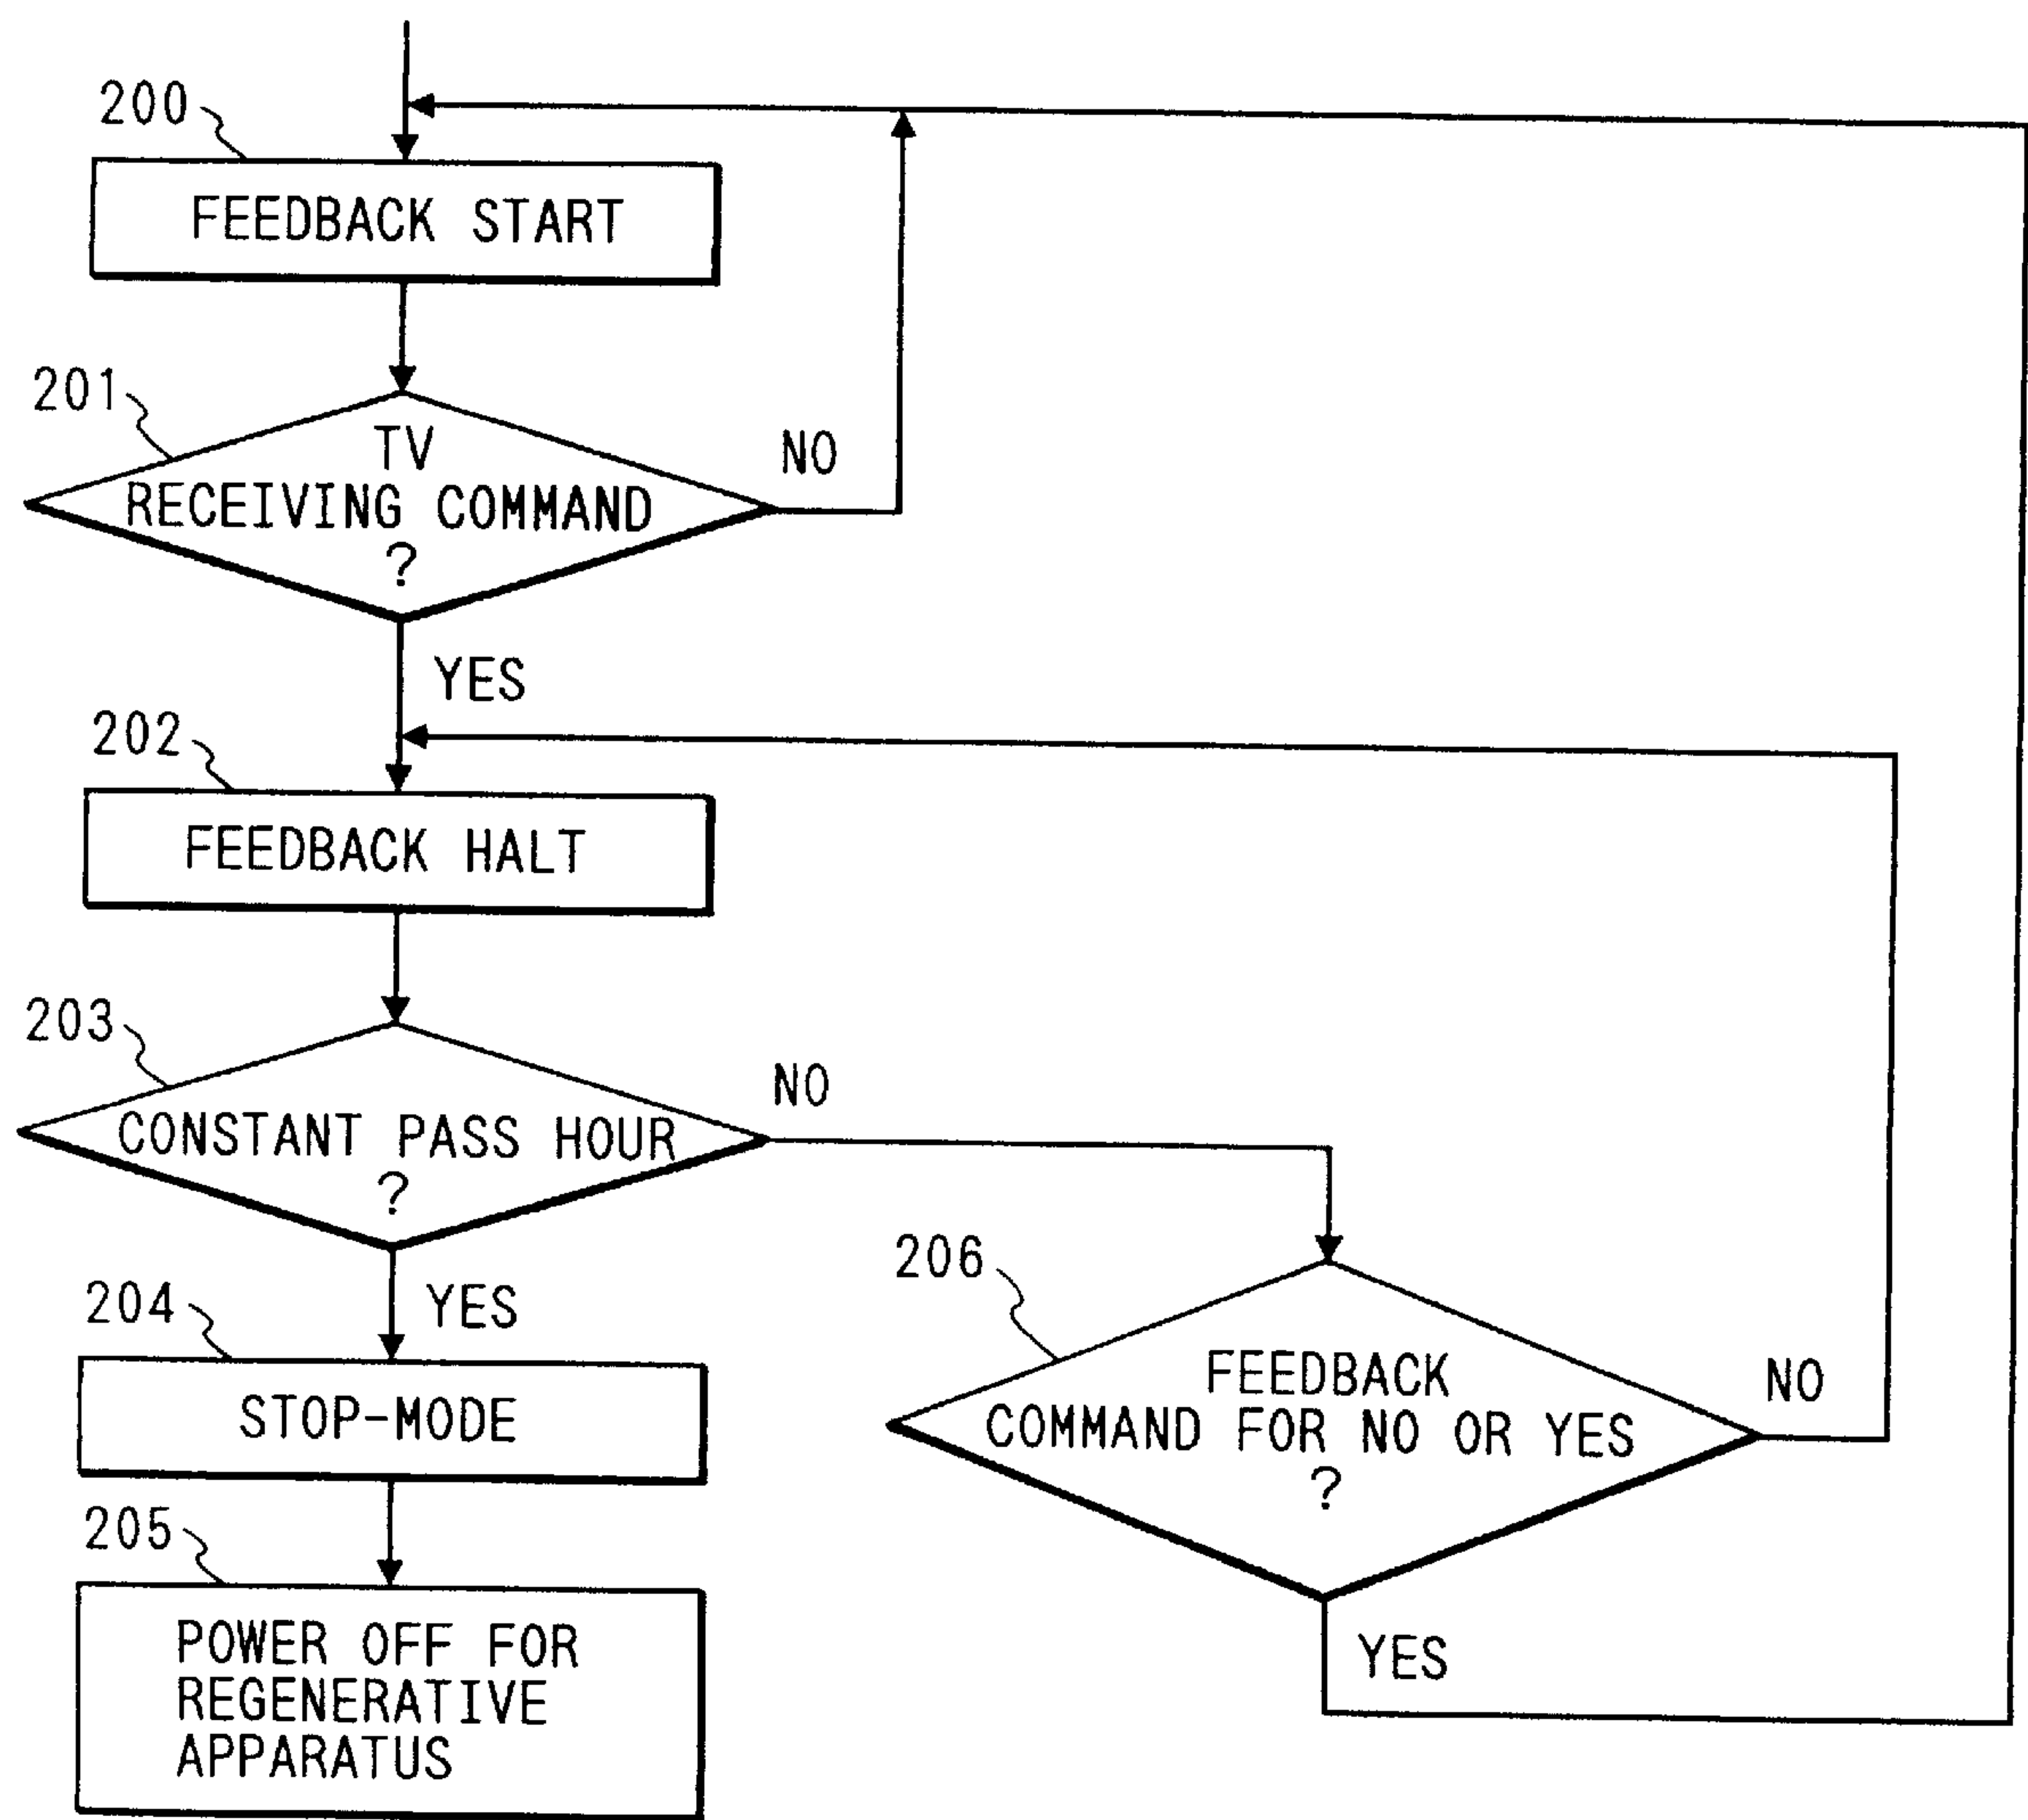 200
FEEDBACK START
201
TV
RECEIVING COMMAND
?
NO
YES
202
FEEDBACK HALT
203
CONSTANT PASS HOUR
?
NO
YES
204
STOP-MODE
205
POWER OFF FOR
REGENERATIVE
APPARATUS
206
FEEDBACK
COMMAND FOR NO OR YES
?
NO
YES